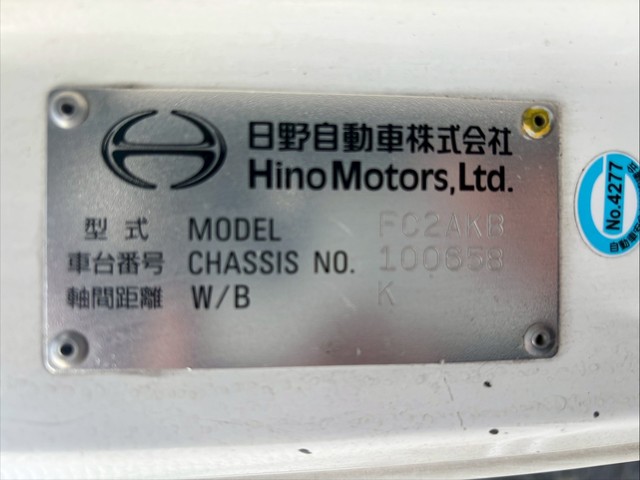 日野自動車株式会社
Hino Motors, Ltd.
型式 MODEL FC2AKB
車台番号 CHASSIS NO. 100658
軸間距離 W/B K
No.4277